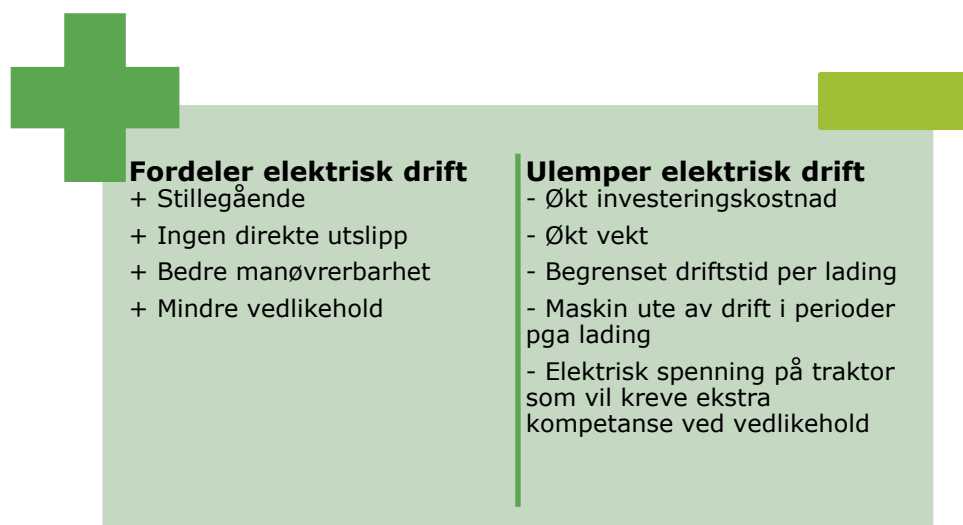 Fordeler elektrisk drift
+ Stillegående
+ Ingen direkte utslipp
+ Bedre manøvrerbarhet
+ Mindre vedlikehold
Ulemper elektrisk drift
- Økt investeringskostnad
- Økt vekt
- Begrenset driftstid per lading
- Maskin ute av drift i perioder
pga lading
- Elektrisk spenning på traktor
som vil kreve ekstra
kompetanse ved vedlikehold